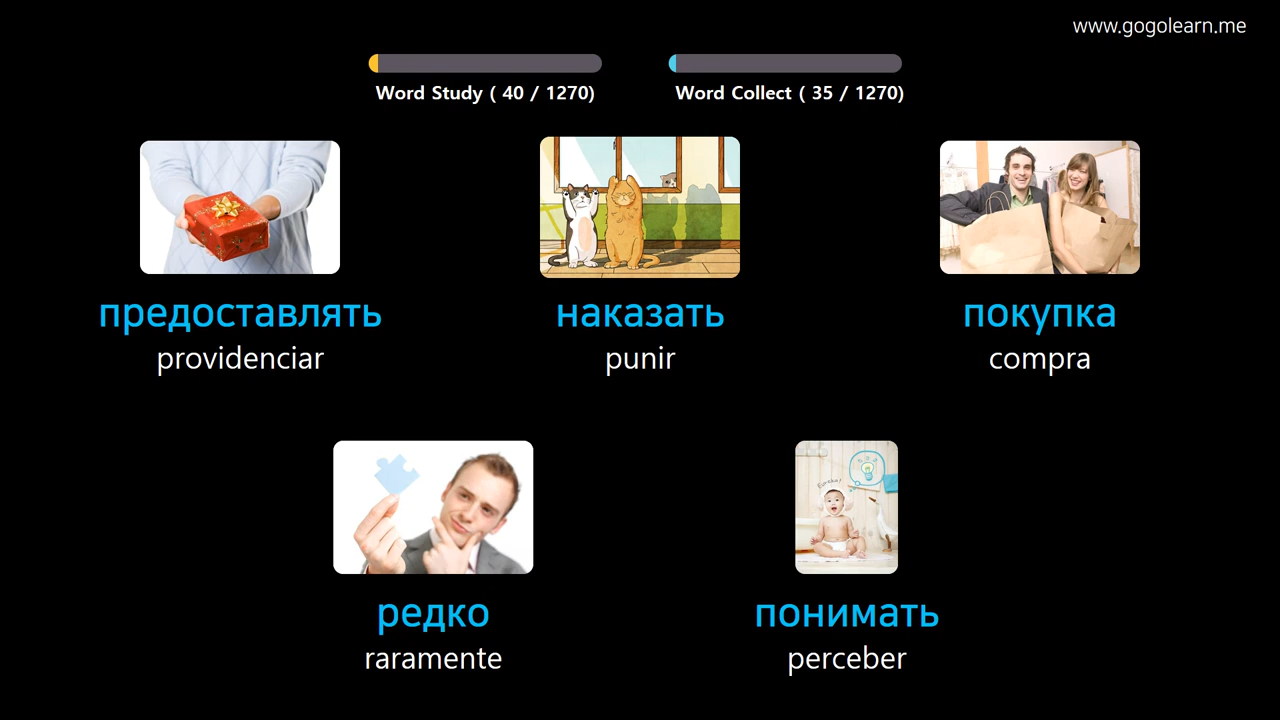 www.gogolearn.me
Word Study ( 40 / 1270)
Word Collect ( 35 / 1270)
предоставлять
providenciar
наказать
punir
покупка
compra
Eureka!
редко
raramente
понимать
perceber